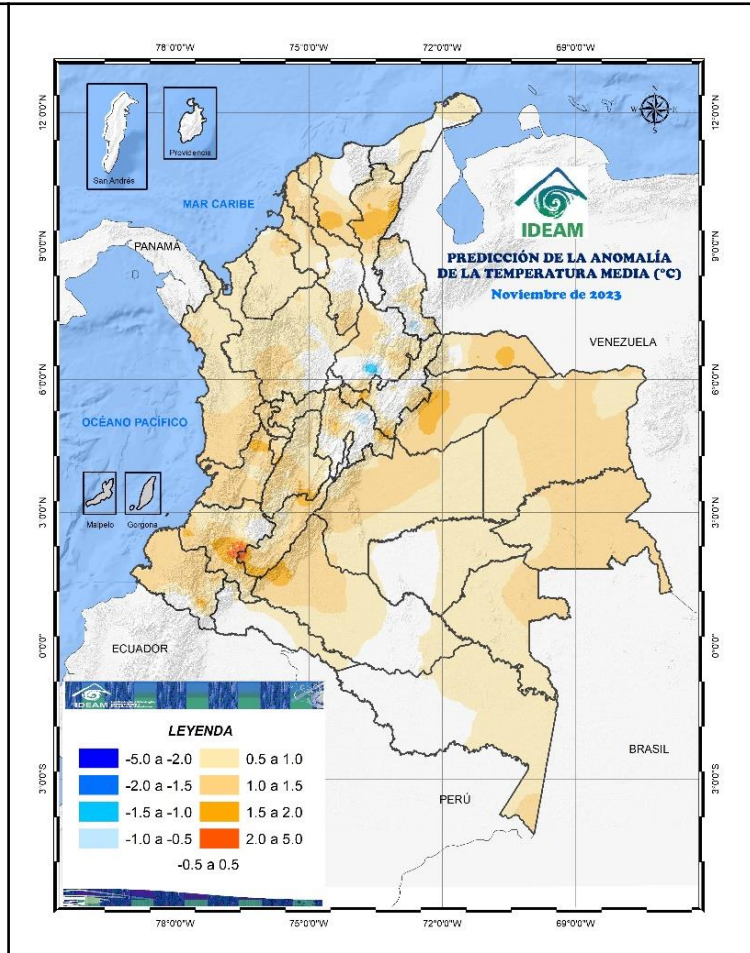 78°0'0"W 75°0'0"W 72°0'0"W 69°0'0"W
12°0'0"N 12°0'0"N
San Andrés
Providencia
N
W E
S
MAR CARIBE
IDEAM
9°0'0"N 9°0'0"N
PANAMÁ
PREDICCIÓN DE LA ANOMALÍA
DE LA TEMPERATURA MEDIA (°C)
Noviembre de 2023
VENEZUELA
6°0'0"N 6°0'0"N
OCÉANO PACÍFICO
Malpelo
Gorgona
3°0'0"N 3°0'0"N
ECUADOR
0°0'0" 0°0'0"
IDEAM
LEYENDA
-5.0 a -2.0 0.5 a 1.0
-2.0 a -1.5 1.0 a 1.5
-1.5 a -1.0 1.5 a 2.0
-1.0 a -0.5 2.0 a 5.0
-0.5 a 0.5
BRASIL
3°0'0"S 3°0'0"S
PERÚ
78°0'0"W 75°0'0"W 72°0'0"W 69°0'0"W